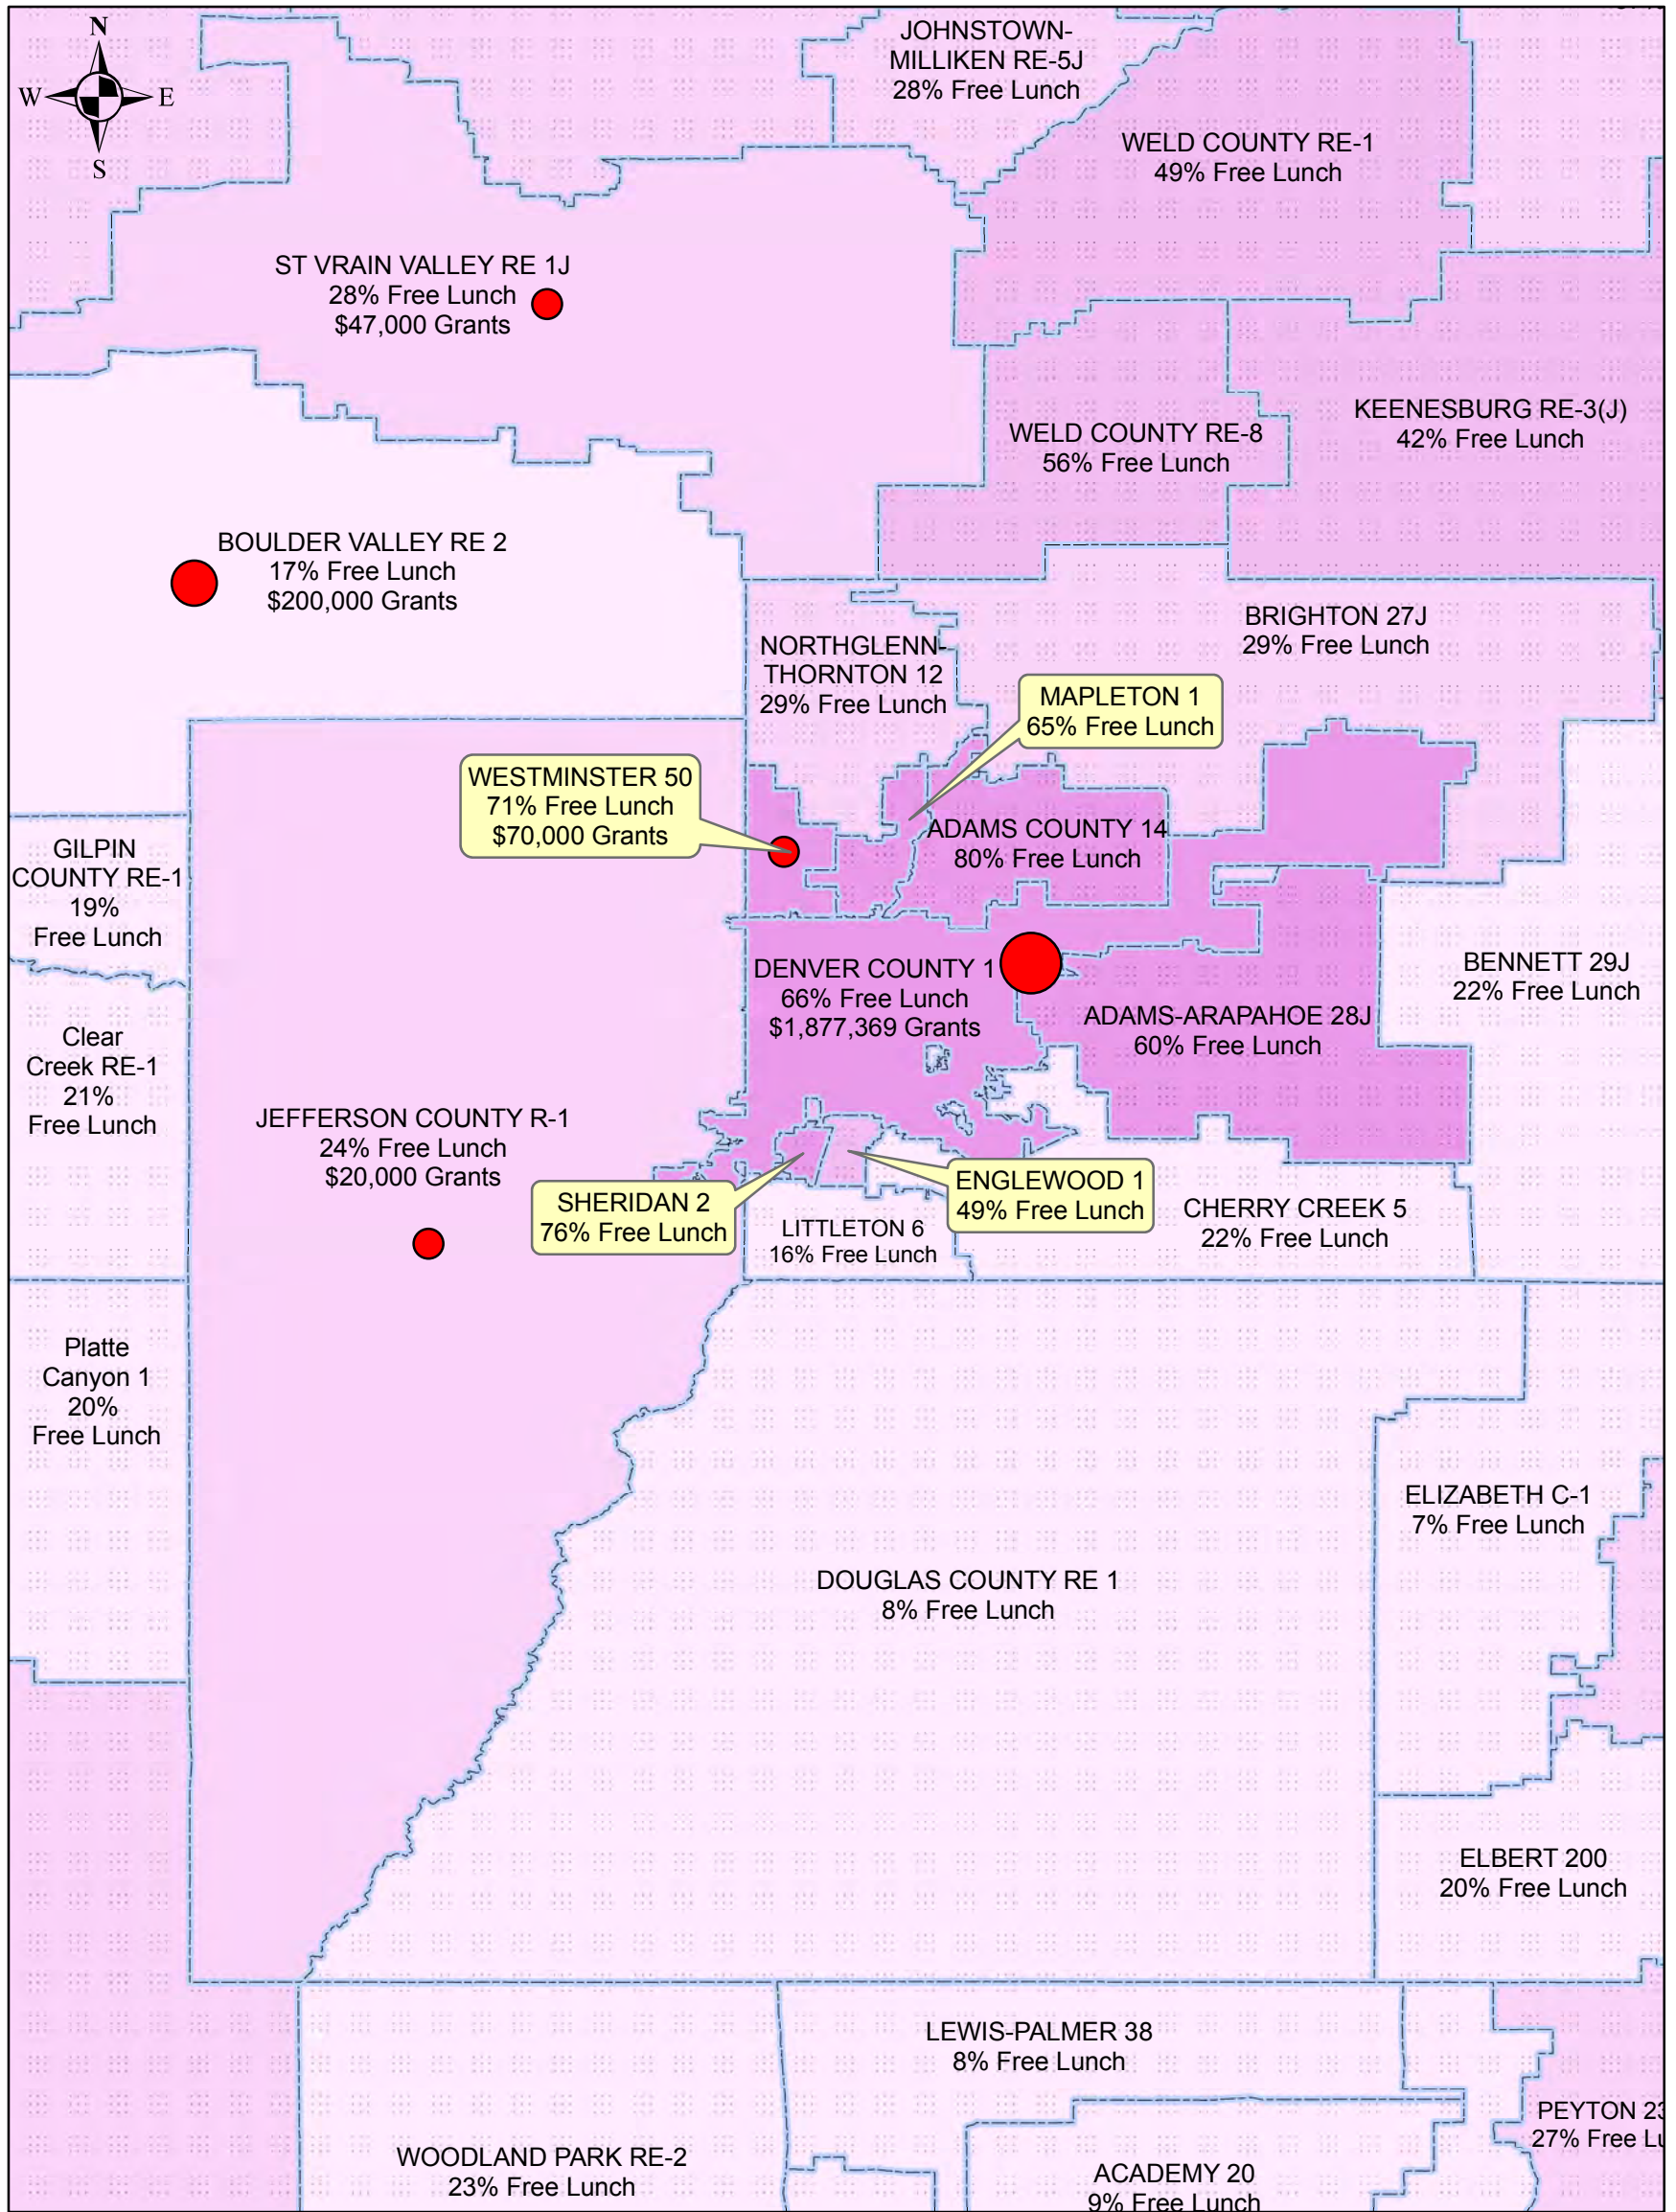 N
W
E
S
JOHNSTOWN-
MILLIKEN RE-5J
28% Free Lunch
WELD COUNTY RE-1
49% Free Lunch
ST VRAIN VALLEY RE 1J
28% Free Lunch
$47,000 Grants
KEENESBURG RE-3(J)
42% Free Lunch
WELD COUNTY RE-8
56% Free Lunch
BOULDER VALLEY RE 2
17% Free Lunch
$200,000 Grants
BRIGHTON 27J
29% Free Lunch
NORTHGLENN-
THORNTON 12
29% Free Lunch
MAPLETON 1
65% Free Lunch
WESTMINSTER 50
71% Free Lunch
$70,000 Grants
ADAMS COUNTY 14
80% Free Lunch
GILPIN
COUNTY RE-1
19%
Free Lunch
DENVER COUNTY 1
66% Free Lunch
$1,877,369 Grants
BENNETT 29J
22% Free Lunch
ADAMS-ARAPAHOE 28J
60% Free Lunch
Clear
Creek RE-1
21%
Free Lunch
JEFFERSON COUNTY R-1
24% Free Lunch
$20,000 Grants
SHERIDAN 2
76% Free Lunch
ENGLEWOOD 1
49% Free Lunch
LITTLETON 6
16% Free Lunch
CHERRY CREEK 5
22% Free Lunch
Platte
Canyon 1
20%
Free Lunch
ELIZABETH C-1
7% Free Lunch
DOUGLAS COUNTY RE 1
8% Free Lunch
ELBERT 200
20% Free Lunch
LEWIS-PALMER 38
8% Free Lunch
PEYTON 23
27% Free Lu
WOODLAND PARK RE-2
23% Free Lunch
ACADEMY 20
9% Free Lunch